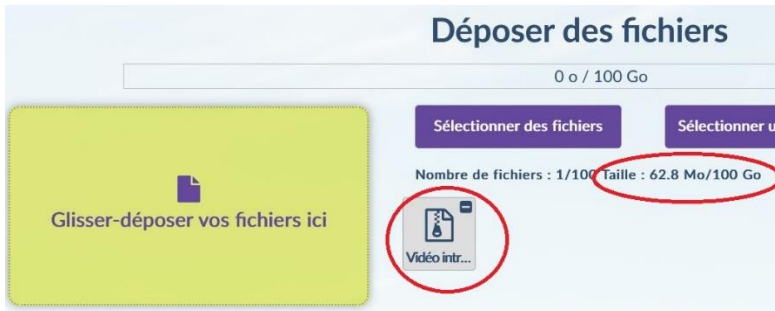 Déposer des fichiers
0 o / 100 Go
Sélectionner des fichiers
Sélectionner
Nombre de fichiers : 1/100 Taille : 62.8 Mo/100 Go
Glisser-déposer vos fichiers ici
Vidéo intr...